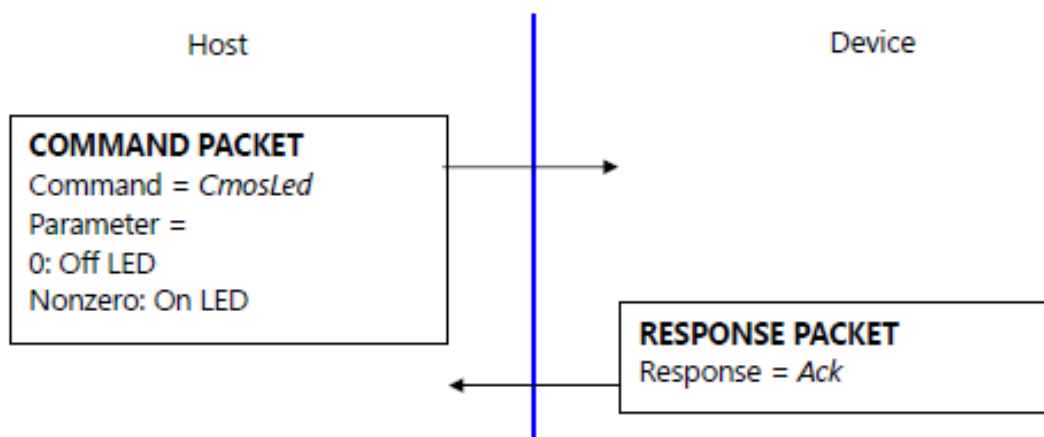 Host
Device
COMMAND PACKET
Command = CmosLed
Parameter =
0: Off LED
Nonzero: On LED
RESPONSE PACKET
Response = Ack